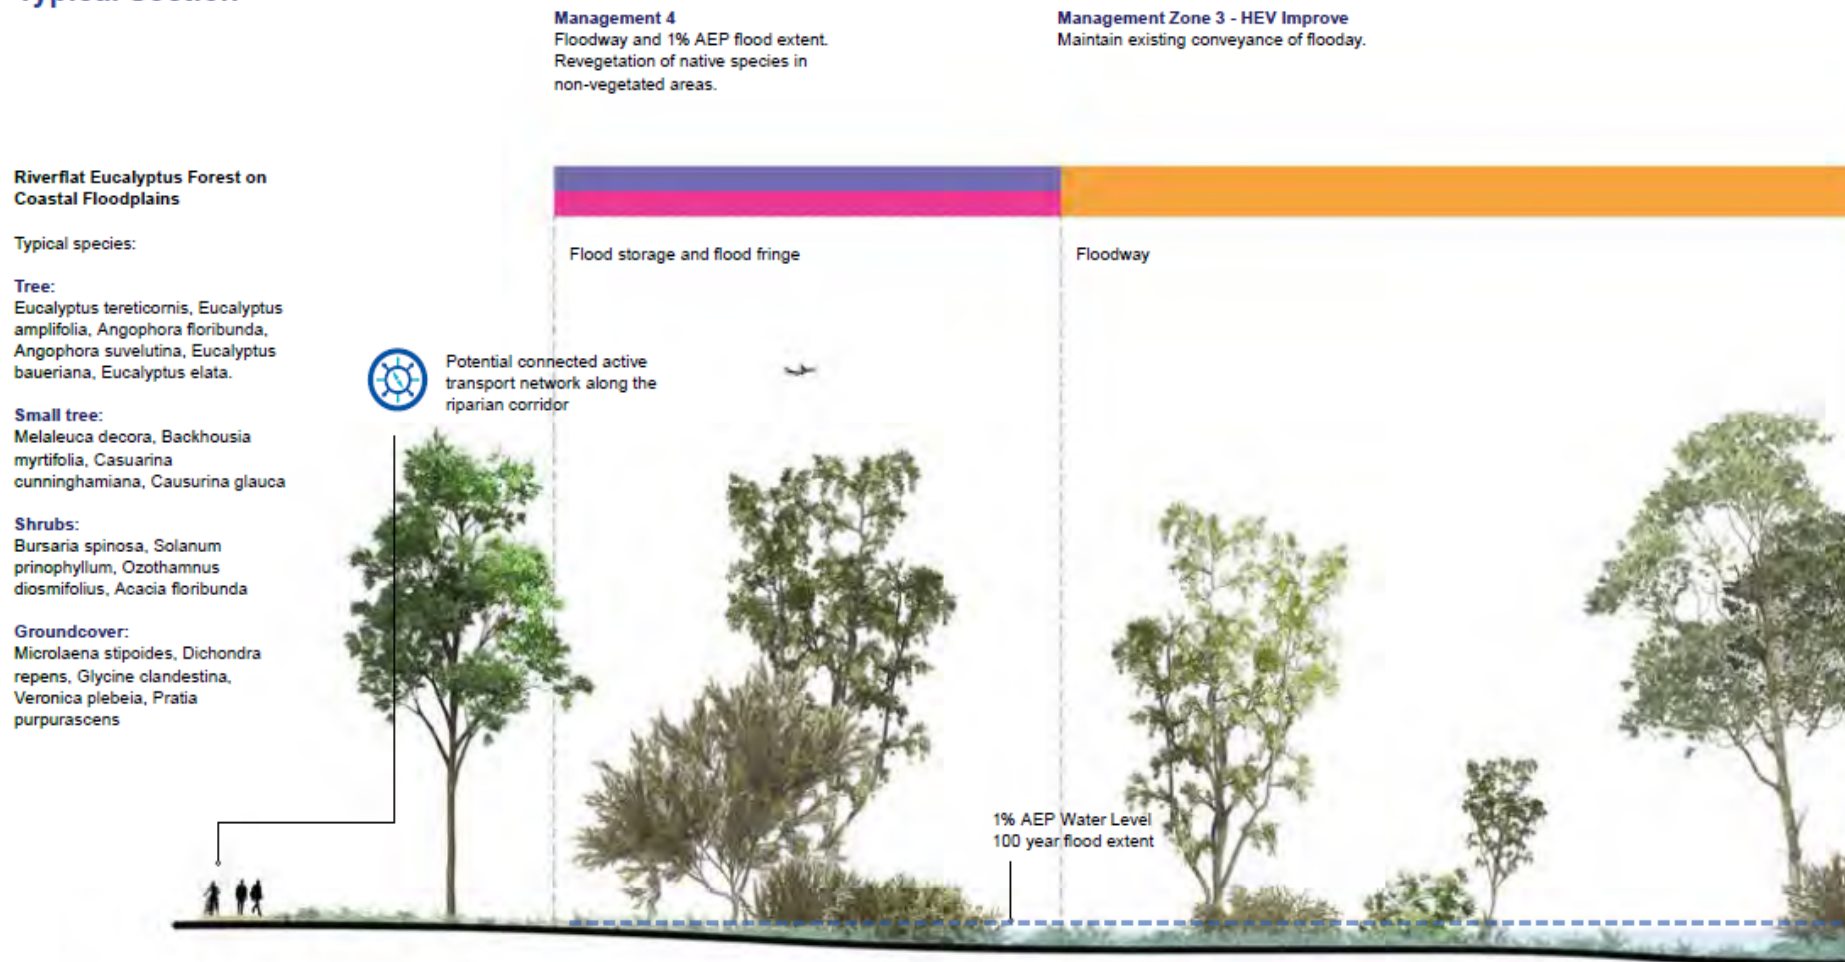 Typical Section
Management 4
Floodway and 1% AEP flood extent.
Revegetation of native species in
non-vegetated areas.
Management Zone 3 - HEV Improve
Maintain existing conveyance of flooday.
Riverflat Eucalyptus Forest on
Coastal Floodplains
Typical species:
Tree:
Eucalyptus tereticornis, Eucalyptus
amplifolia, Angophora floribunda,
Angophora suvelutina, Eucalyptus
baueriana, Eucalyptus elata.
Small tree:
Melaleuca decora, Backhousia
myrtifolia, Casuarina
cunninghamiana, Causurina glauca
Shrubs:
Bursaria spinosa, Solanum
prinophyllum, Ozothamnus
diosmifolius, Acacia floribunda
Groundcover:
Microlaena stipoides, Dichondra
repens, Glycine clandestina,
Veronica plebeia, Pratia
purpurascens
Flood storage and flood fringe
Floodway
Potential connected active
transport network along the
riparian corridor
1% AEP Water Level
100 year flood extent